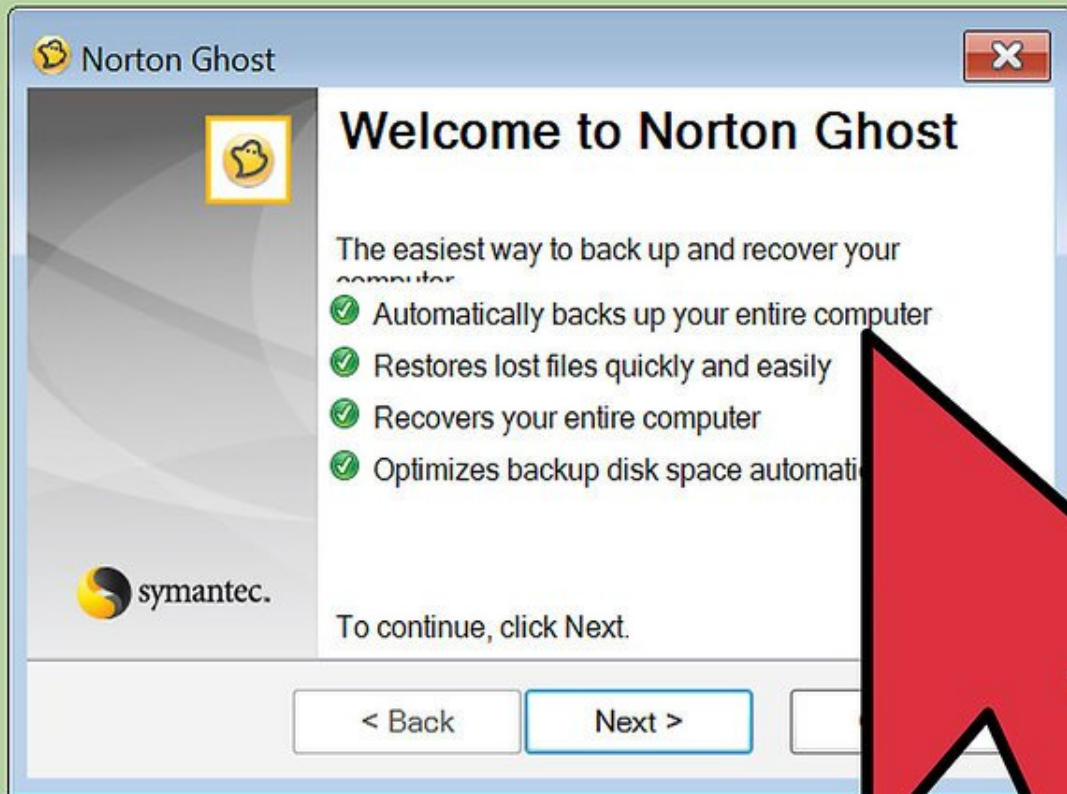 Norton Ghost
Welcome to Norton Ghost
The easiest way to back up and recover your
computer
Automatically backs up your entire computer
Restores lost files quickly and easily
Recovers your entire computer
Optimizes backup disk space
symantec.
To continue, click Next.
< Back
Next >